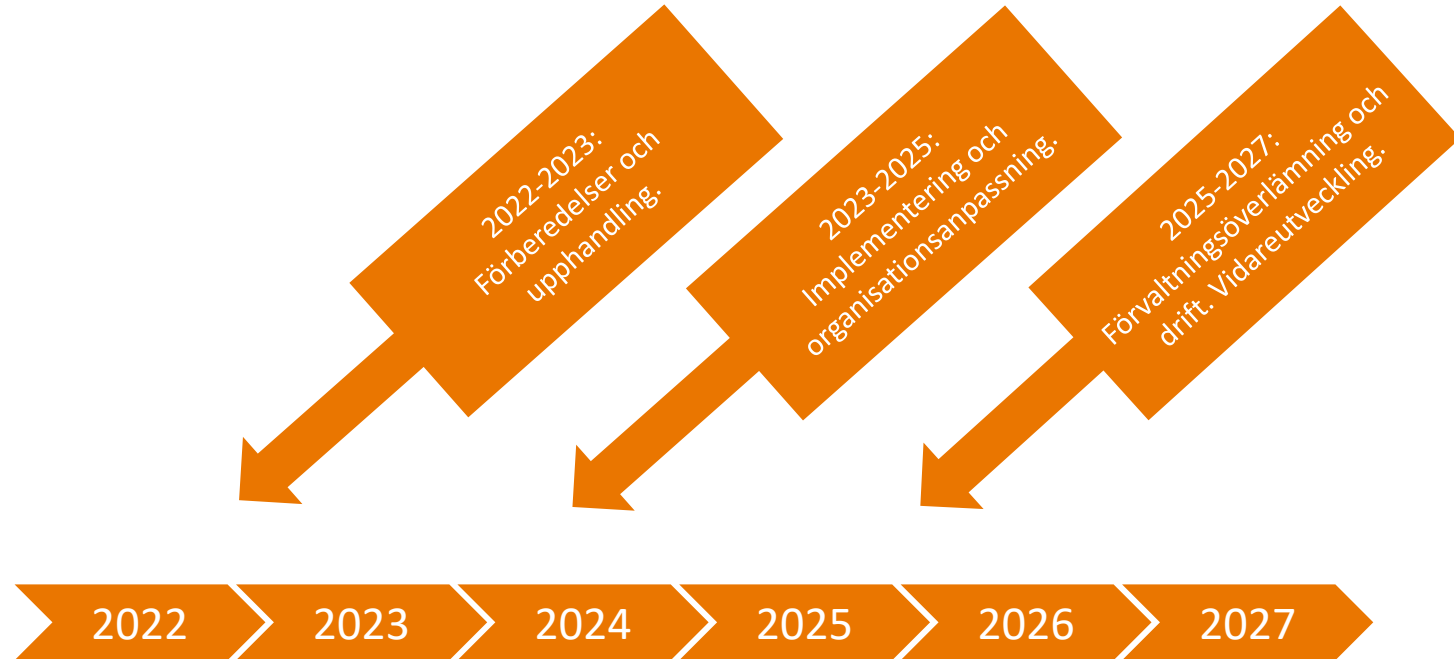 2022-2023:
Förberedelser och
upphandling.
2023-2025:
Implementering och
organisationsanpassning.
2025-2027:
Förvaltningsöverlämning och
drift. Vidareutveckling.
2022
2023
2024
2025
2026
2027